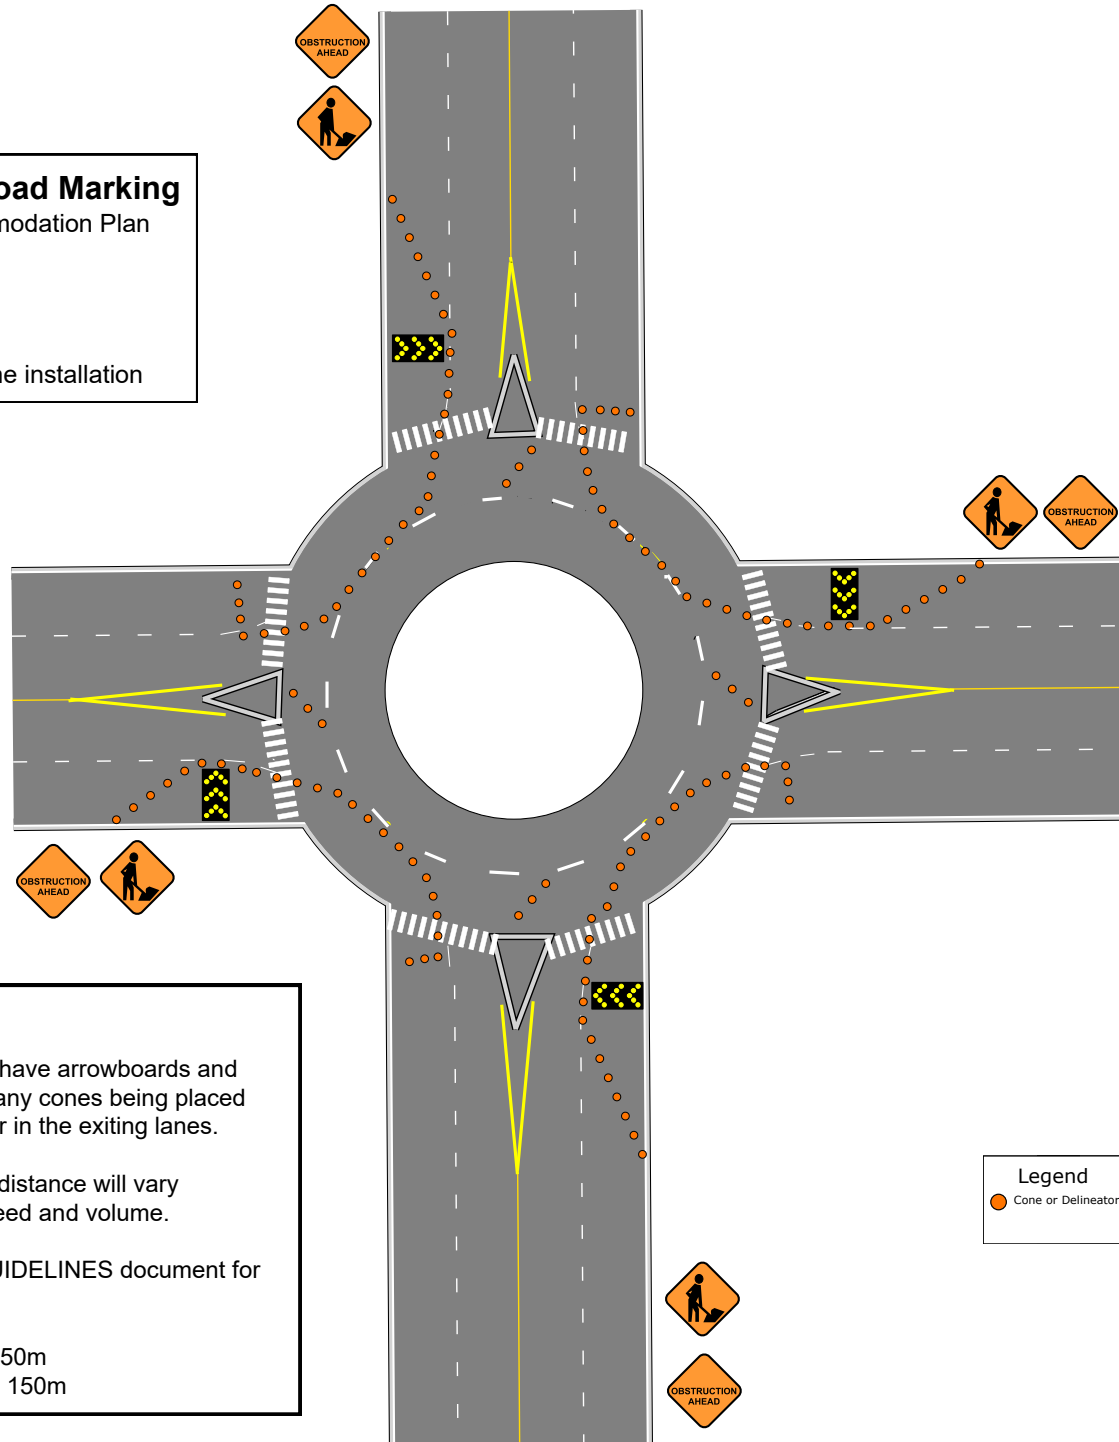 OBSTRUCTION
AHEAD
oad Marking
modation Plan
ne installation
OBSTRUCTION
AHEAD
OBSTRUCTION
AHEAD
have arrowboards and
any cones being placed
r in the exiting lanes.
distance will vary
eed and volume.
UIDELINES document for
50m
150m
Legend
Cone or Delineator
OBSTRUCTION
AHEAD